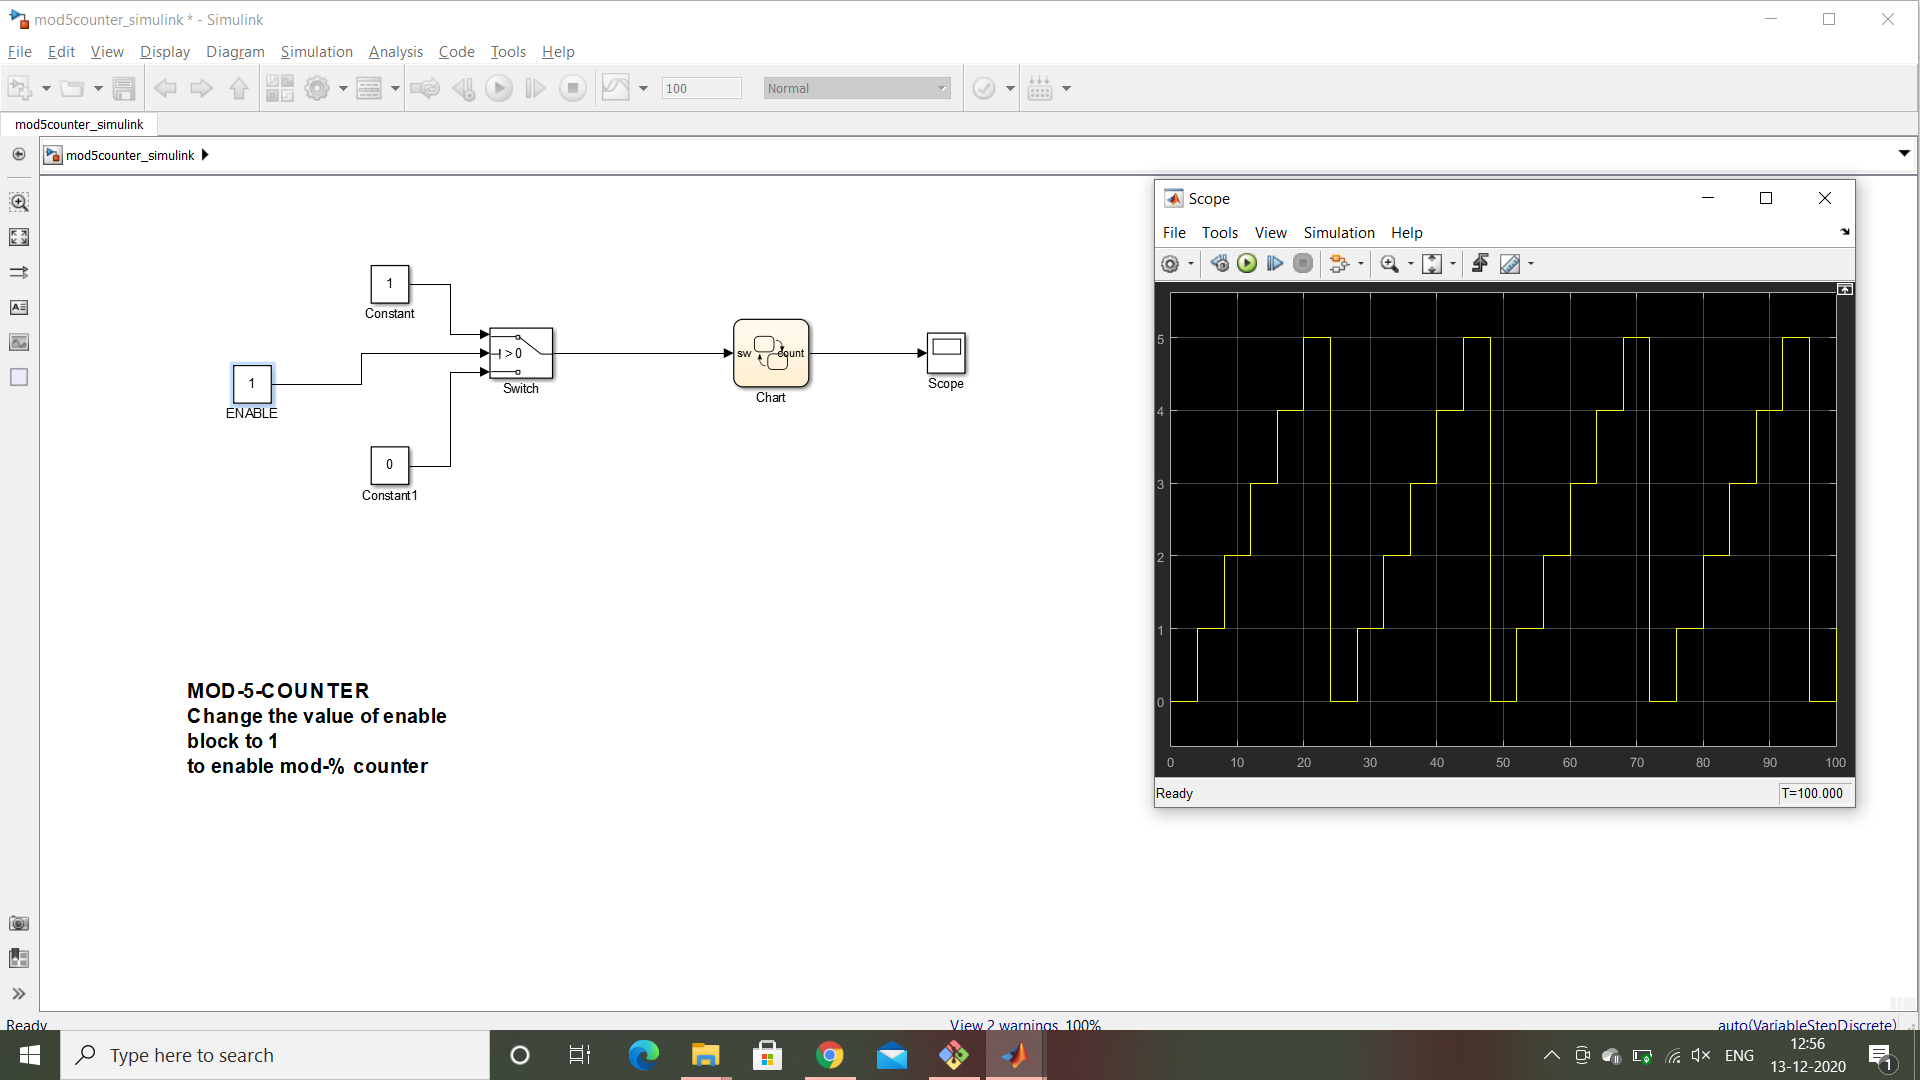 mod5counter_simulink * - Simulink
File Edit View Display Diagram Simulation Analysis Code Tools Help
100 Normal
mod5counter_simulink
mod5counter_simulink
Scope
File Tools View Simulation Help
1
Constant
> 0
Switch
1
ENABLE
0
Constant1
sw count
Chart
Scope
5
4
3
2
1
0
0 10 20 30 40 50 60 70 80 90 100
Ready T=100.000
MOD-5-COUNTER
Change the value of enable
block to 1
to enable mod-% counter
Ready View 2 warnings 100% auto(VariableStepDiscrete)
Type here to search
ENG
12:56
13-12-2020
1